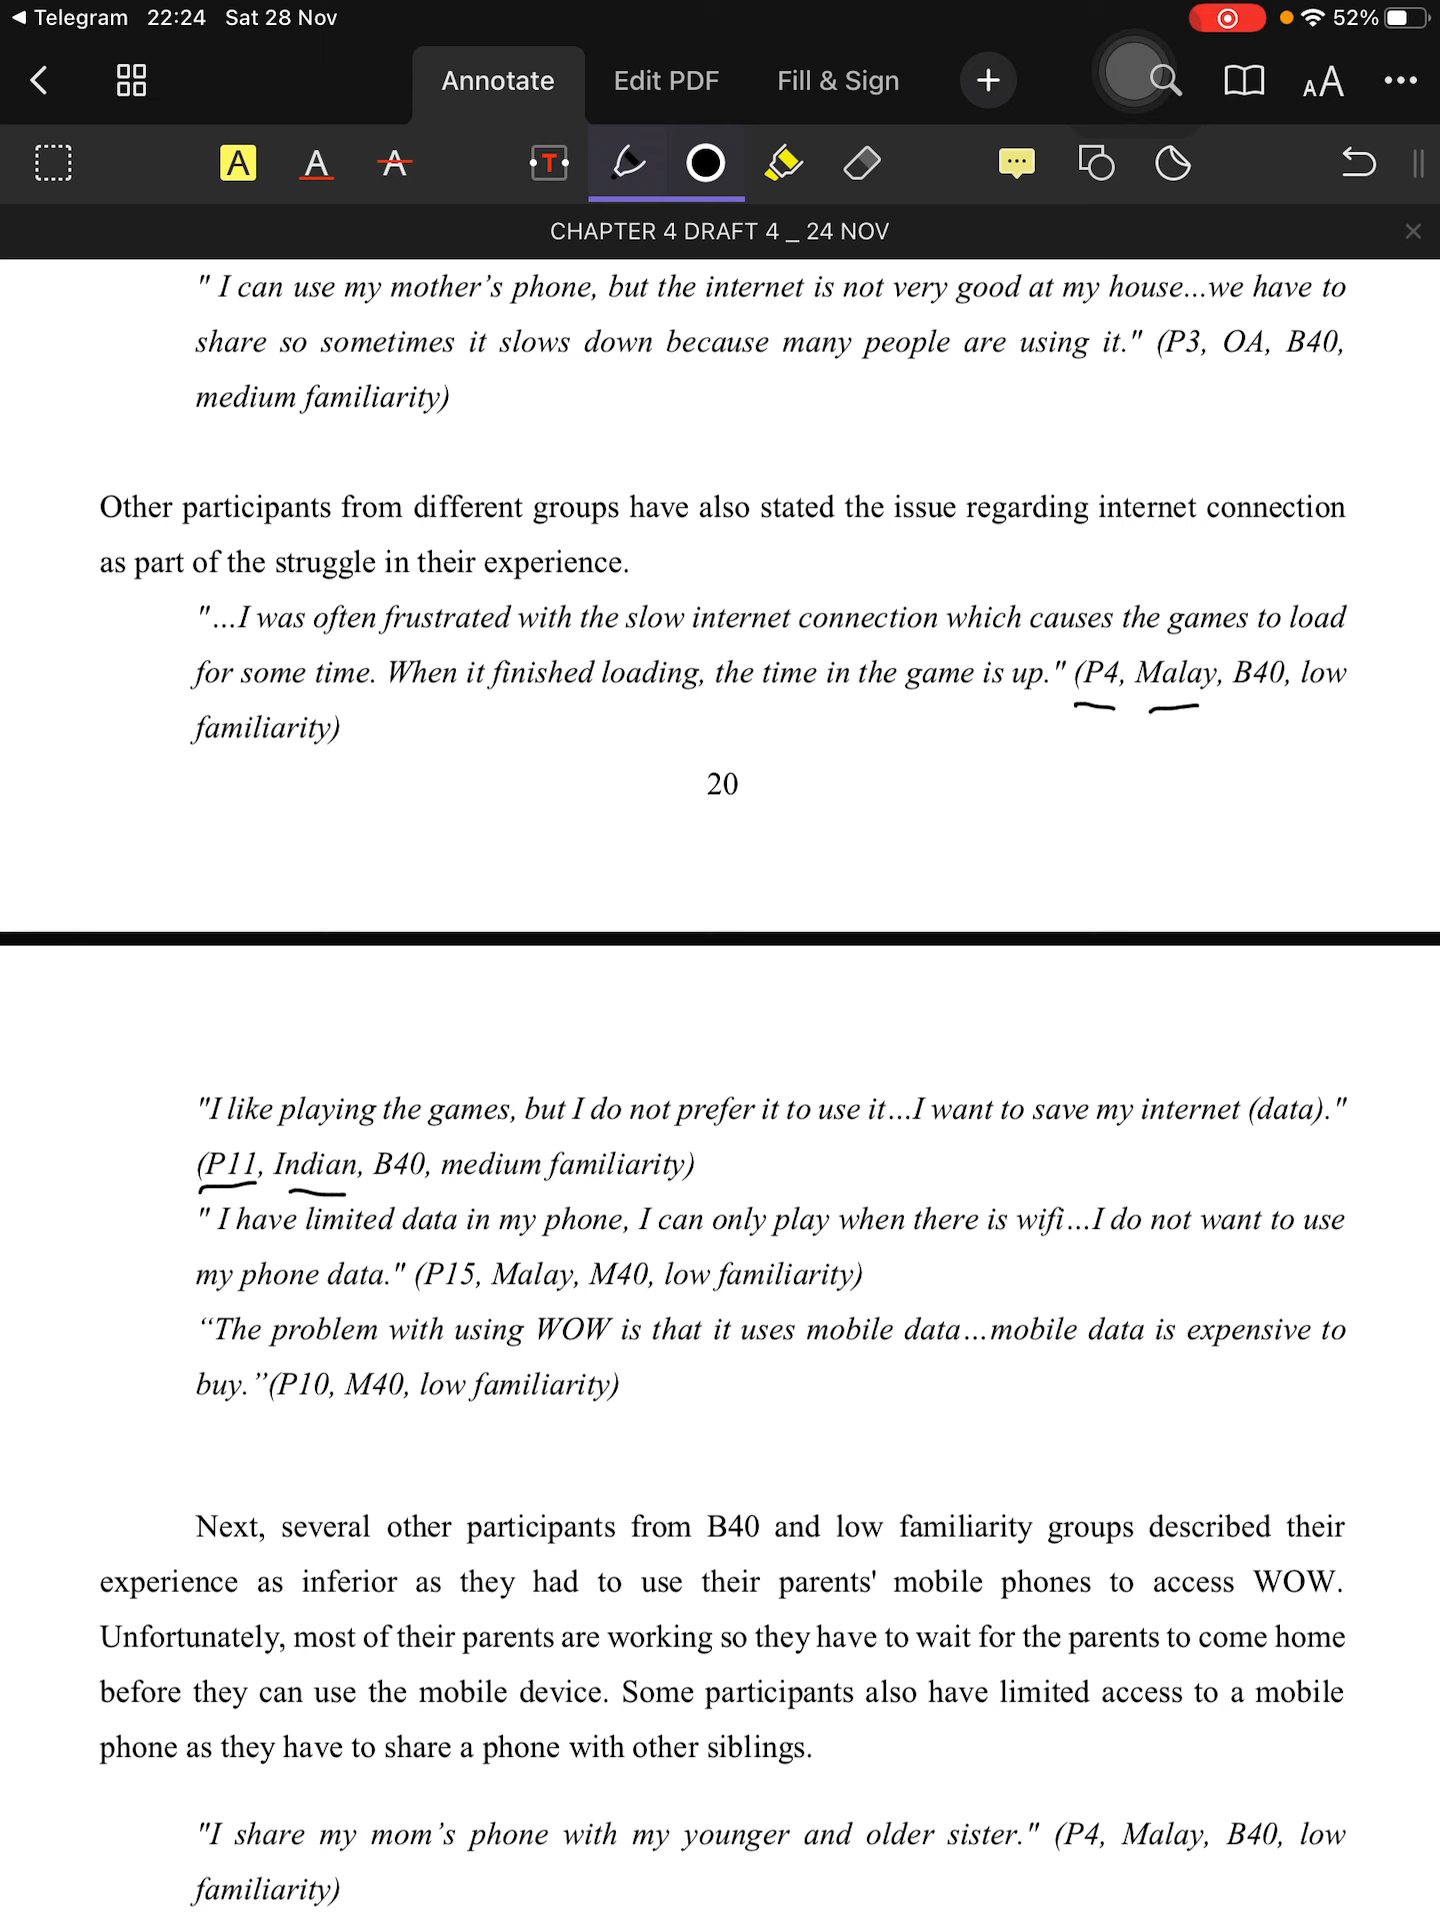 ◀ Telegram 22:24 Sat 28 Nov 52%
Annotate Edit PDF Fill & Sign + AA
A A A T
CHAPTER 4 DRAFT 4 _ 24 NOV
" I can use my mother’s phone, but the internet is not very good at my house...we have to
share so sometimes it slows down because many people are using it." (P3, OA, B40,
medium familiarity)
Other participants from different groups have also stated the issue regarding internet connection
as part of the struggle in their experience.
"...I was often frustrated with the slow internet connection which causes the games to load
for some time. When it finished loading, the time in the game is up." (P4, Malay, B40, low
familiarity)
20
"I like playing the games, but I do not prefer it to use it...I want to save my internet (data)."
(P11, Indian, B40, medium familiarity)
" I have limited data in my phone, I can only play when there is wifi...I do not want to use
my phone data." (P15, Malay, M40, low familiarity)
“The problem with using WOW is that it uses mobile data...mobile data is expensive to
buy.”(P10, M40, low familiarity)
Next, several other participants from B40 and low familiarity groups described their
experience as inferior as they had to use their parents' mobile phones to access WOW.
Unfortunately, most of their parents are working so they have to wait for the parents to come home
before they can use the mobile device. Some participants also have limited access to a mobile
phone as they have to share a phone with other siblings.
"I share my mom’s phone with my younger and older sister." (P4, Malay, B40, low
familiarity)